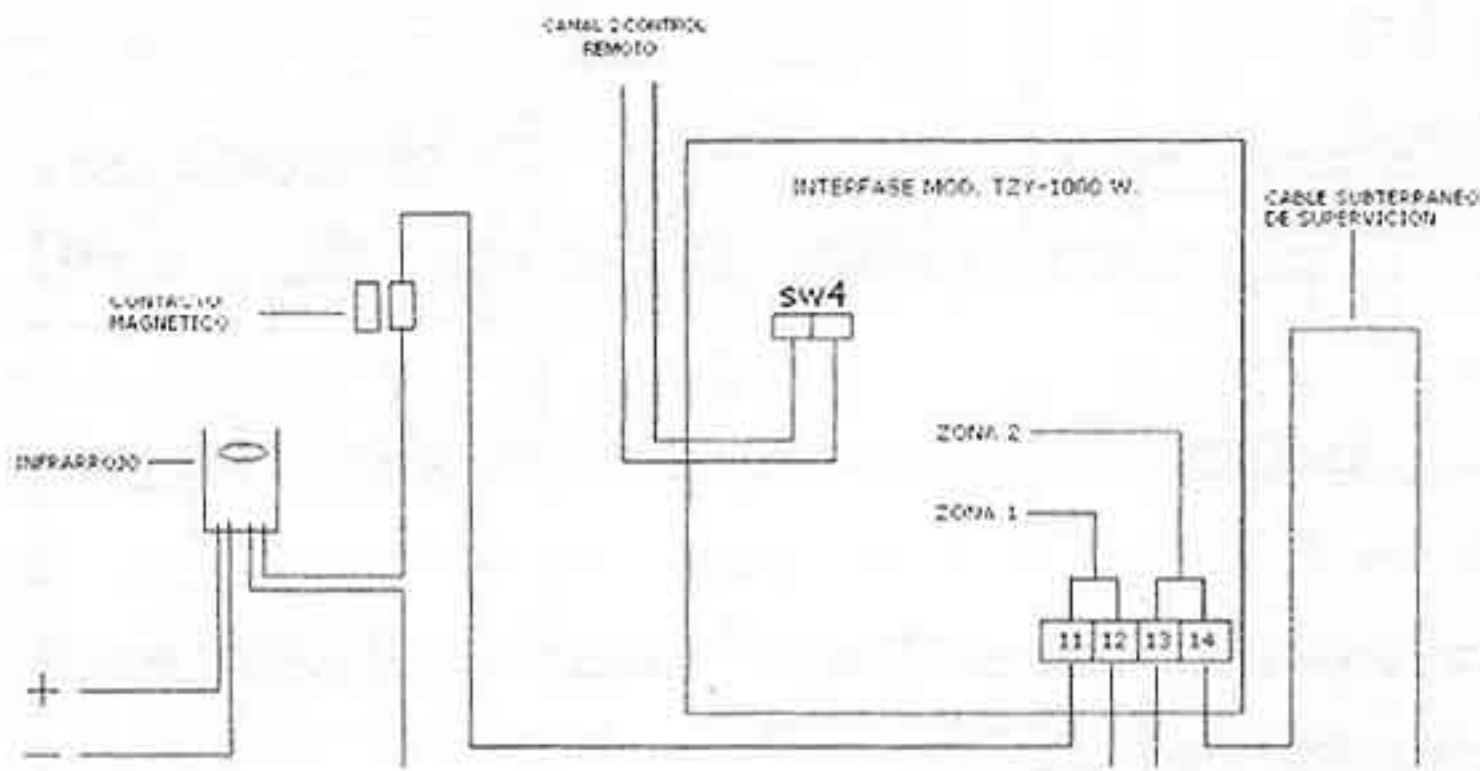 CANAL 2 CONTROL
REMOTO
INTERFASE MOD. TZY-1000 W.
CABLE SUBTERRANEO
DE SUPERVICION
SW4
CONTACTO
MAGNETICO
ZONA 2
INFRARROJO
ZONA 1
11 12 13 14
+
-